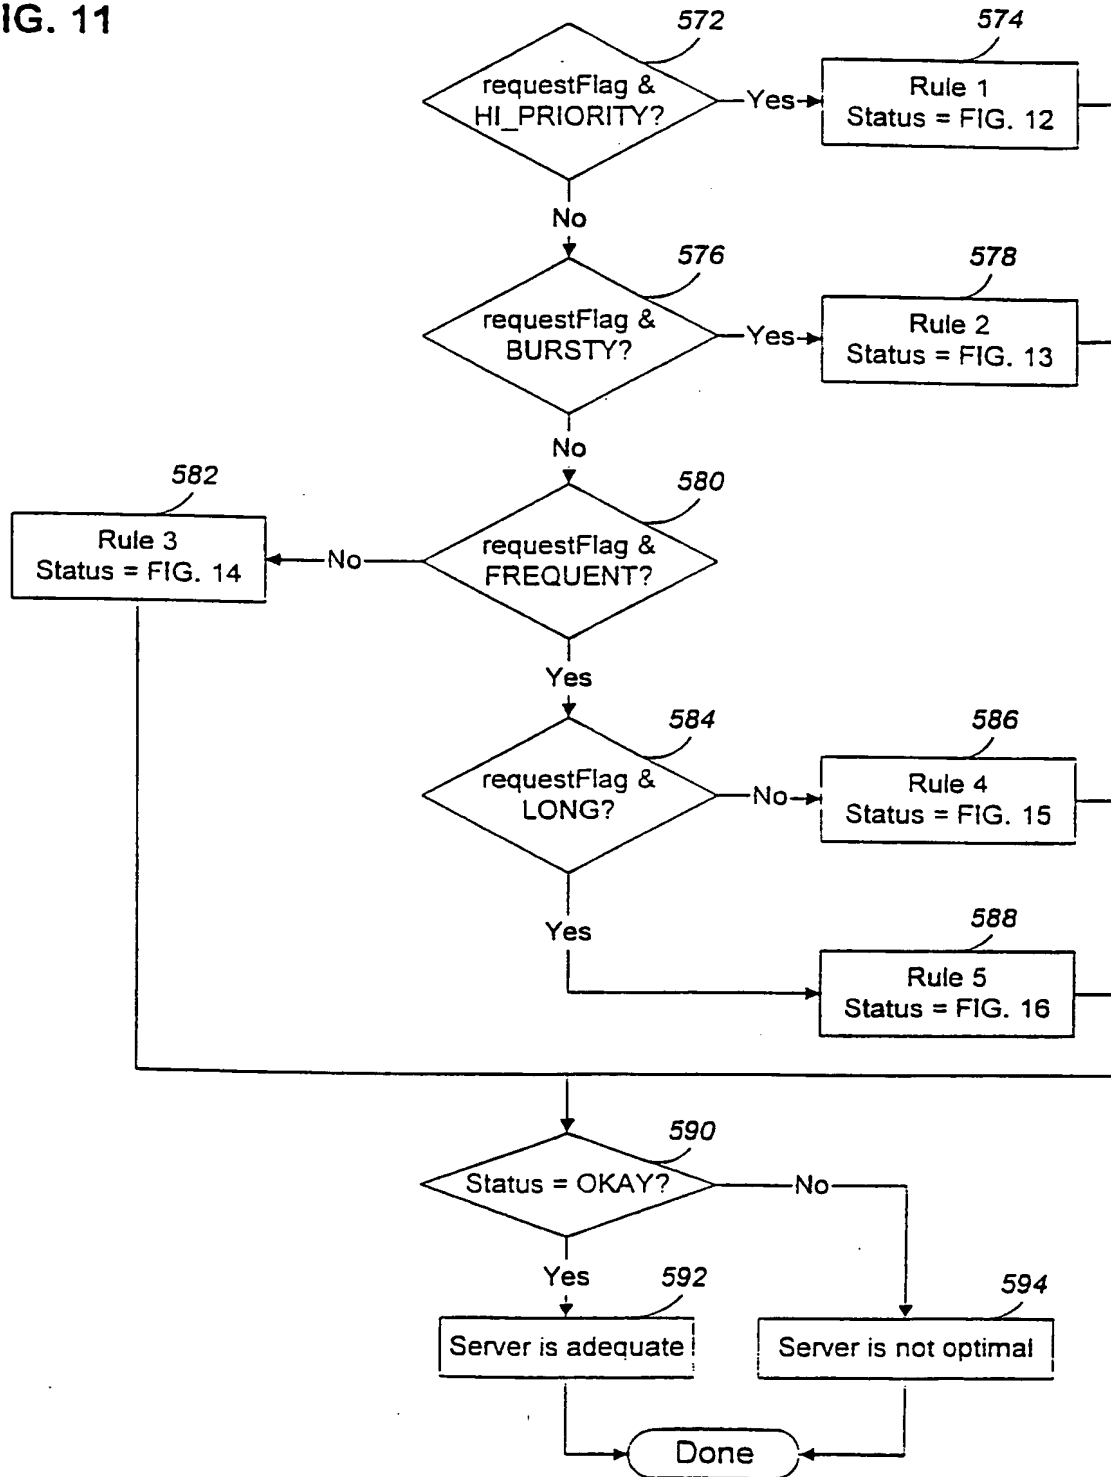 IG. 11
572
requestFlag &
HI_PRIORITY?
Yes
574
Rule 1
Status = FIG. 12
No
576
requestFlag &
BURSTY?
Yes
578
Rule 2
Status = FIG. 13
No
580
requestFlag &
FREQUENT?
No
582
Rule 3
Status = FIG. 14
Yes
584
requestFlag &
LONG?
No
586
Rule 4
Status = FIG. 15
Yes
588
Rule 5
Status = FIG. 16
590
Status = OKAY?
No
Yes
592
Server is adequate
594
Server is not optimal
Done